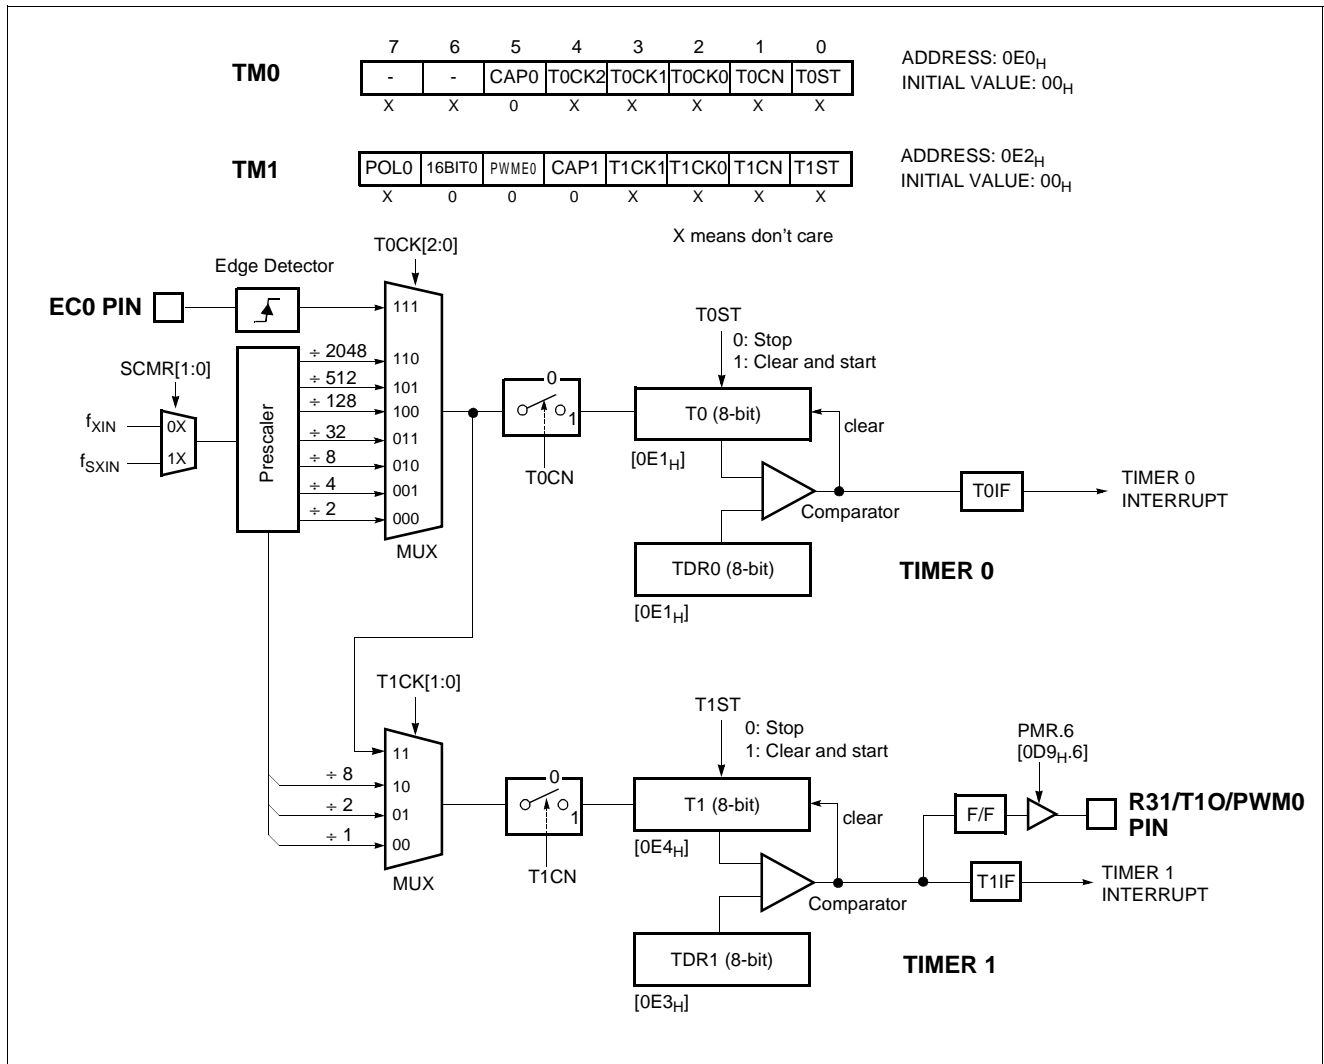 7 6 5 4 3 2 1 0
TM0 - - CAP0 T0CK2 T0CK1 T0CK0 T0CN T0ST
X X 0 X X X X X
ADDRESS: 0E0H
INITIAL VALUE: 00H
TM1 POL0 16BIT0 PWME0 CAP1 T1CK1 T1CK0 T1CN T1ST
X 0 0 0 X X X X
ADDRESS: 0E2H
INITIAL VALUE: 00H
X means don't care
T0CK[2:0]
Edge Detector
EC0 PIN
111
SCMR[1:0]
fXIN
fSXIN
0X
1X
Prescaler
÷ 2048 110
÷ 512 101
÷ 128 100
÷ 32 011
÷ 8 010
÷ 4 001
÷ 2 000
MUX
0
1
T0CN
T0ST
0: Stop
1: Clear and start
T0 (8-bit)
[0E1H]
clear
Comparator
T0IF
TIMER 0
INTERRUPT
TDR0 (8-bit)
[0E1H]
TIMER 0
T1CK[1:0]
11
÷ 8 10
÷ 2 01
÷ 1 00
MUX
0
1
T1CN
T1ST
0: Stop
1: Clear and start
T1 (8-bit)
[0E4H]
clear
Comparator
PMR.6
[0D9H.6]
F/F
R31/T1O/PWM0
PIN
T1IF
TIMER 1
INTERRUPT
TDR1 (8-bit)
[0E3H]
TIMER 1